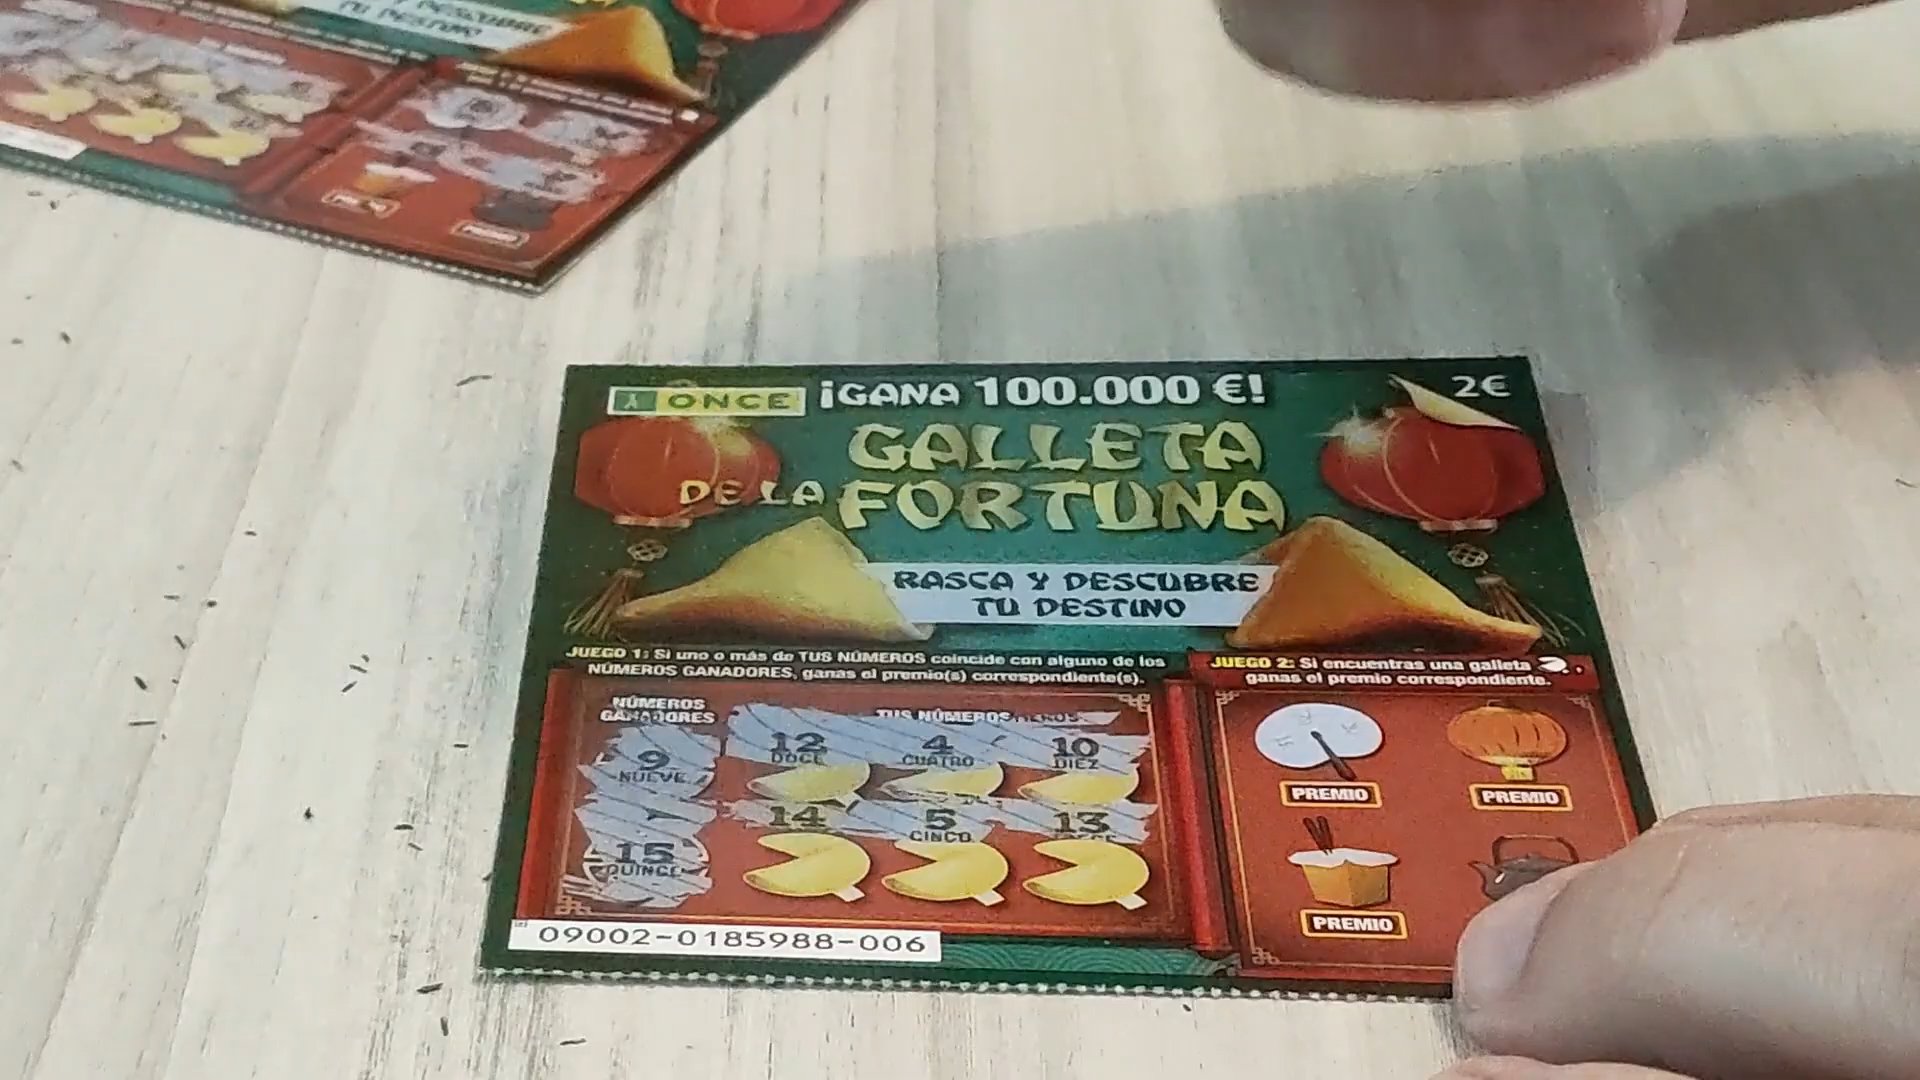 Y DESCUBRE
TU DESTINO
ONCE
¡GANA 100.000 €!
2€
GALLETA
DE LA FORTUNA
RASCA Y DESCUBRE
TU DESTINO
JUEGO 1: Si uno o más de TUS NÚMEROS coincide con alguno de los
NÚMEROS GANADORES, ganas el premio(s) correspondiente(s).
JUEGO 2: Si encuentras una galleta ,
ganas el premio correspondiente.
NÚMEROS
GANADORES
TUS NÚMEROS
9
NUEVE
12
DOCE
4
CUATRO
10
DIEZ
14
5
CINCO
13
15
QUINCE
PREMIO
PREMIO
PREMIO
09002-0185988-006